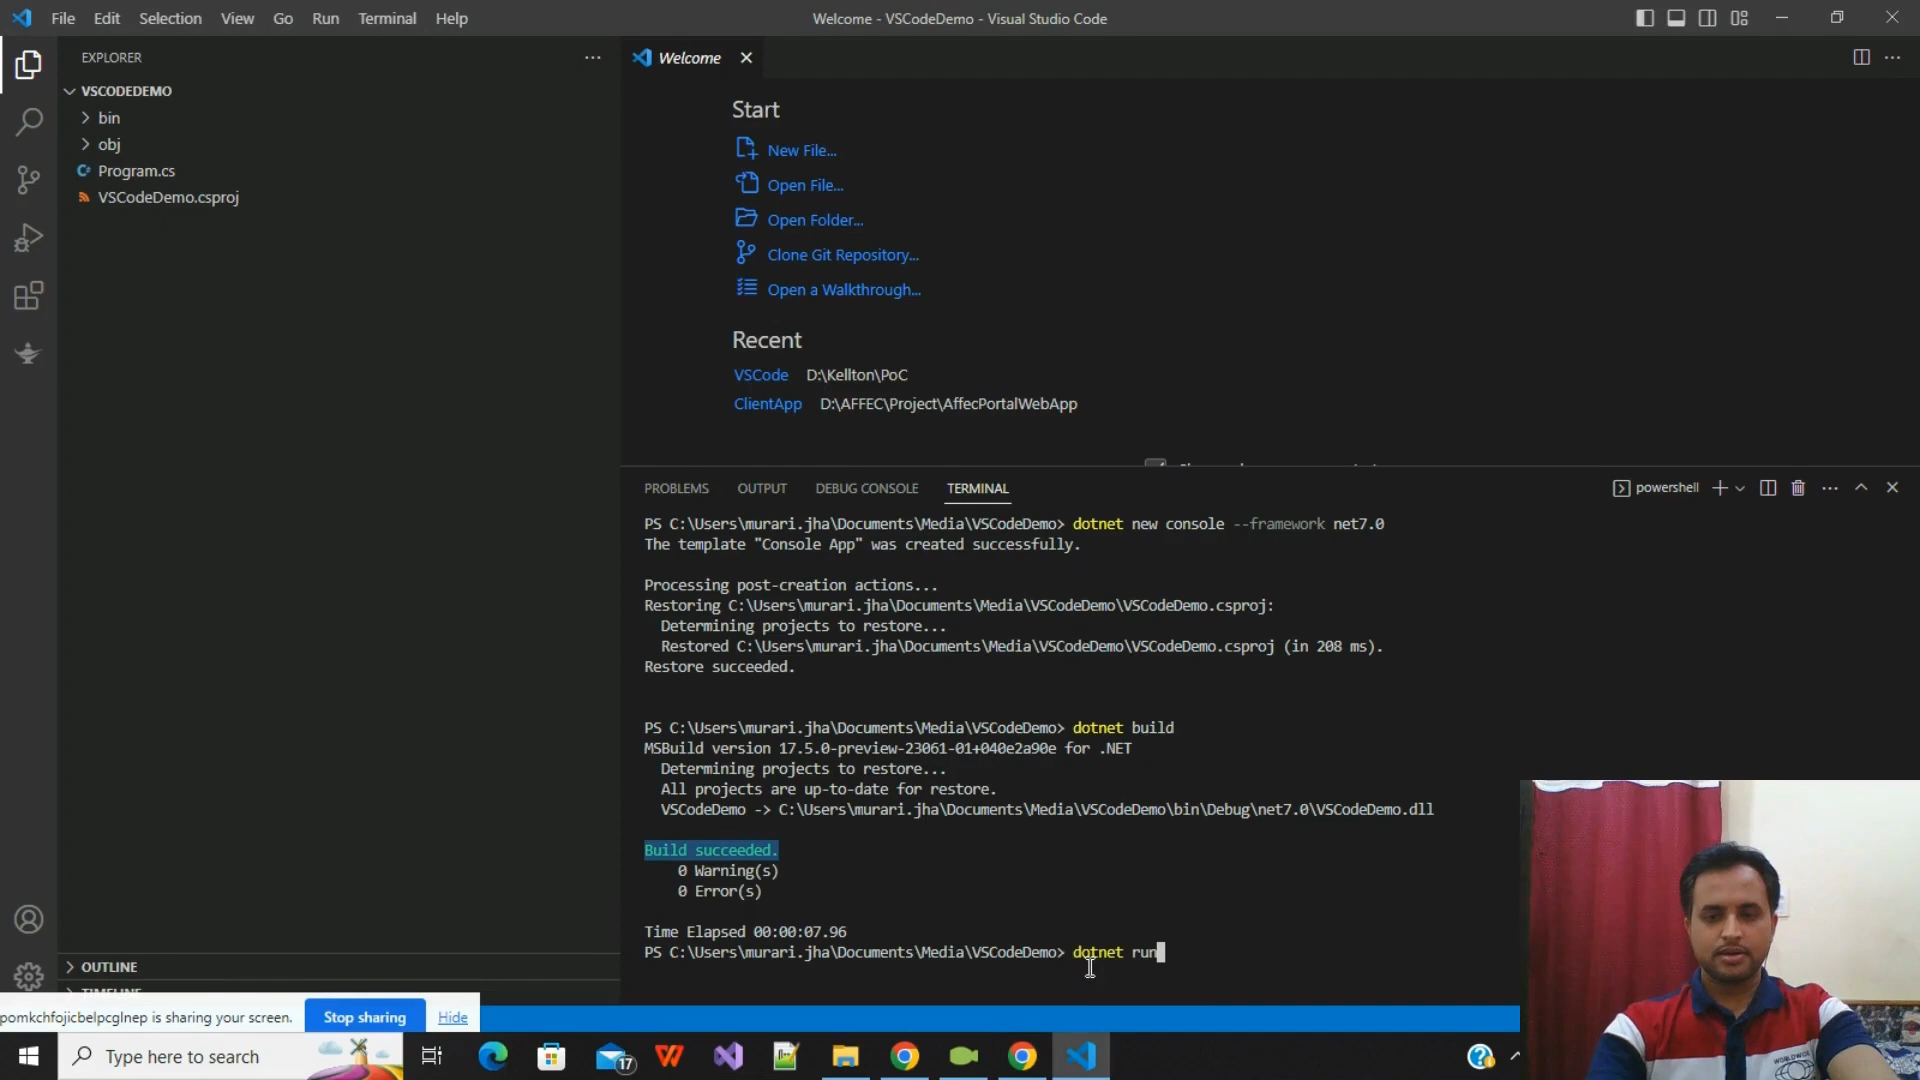 File Edit Selection View Go Run Terminal Help
Welcome - VSCodeDemo - Visual Studio Code
EXPLORER
VSCODEDEMO
bin
obj
Program.cs
VSCodeDemo.csproj
OUTLINE
TIMELINE
Welcome
Start
New File...
Open File...
Open Folder...
Clone Git Repository...
Open a Walkthrough...
Recent
VSCode D:\Kellton\PoC
ClientApp D:\AFFEC\Project\AffecPortalWebApp
PROBLEMS OUTPUT DEBUG CONSOLE TERMINAL
powershell
PS C:\Users\murari.jha\Documents\Media\VSCodeDemo> dotnet new console --framework net7.0
The template "Console App" was created successfully.
Processing post-creation actions...
Restoring C:\Users\murari.jha\Documents\Media\VSCodeDemo\VSCodeDemo.csproj:
Determining projects to restore...
Restored C:\Users\murari.jha\Documents\Media\VSCodeDemo\VSCodeDemo.csproj (in 208 ms).
Restore succeeded.
PS C:\Users\murari.jha\Documents\Media\VSCodeDemo> dotnet build
MSBuild version 17.5.0-preview-23061-01+040e2a90e for .NET
Determining projects to restore...
All projects are up-to-date for restore.
VSCodeDemo -> C:\Users\murari.jha\Documents\Media\VSCodeDemo\bin\Debug\net7.0\VSCodeDemo.dll
Build succeeded.
0 Warning(s)
0 Error(s)
Time Elapsed 00:00:07.96
PS C:\Users\murari.jha\Documents\Media\VSCodeDemo> dotnet run
pomkchfojicbelpcglnep is sharing your screen. Stop sharing Hide
Type here to search
17
WORLDWIDE